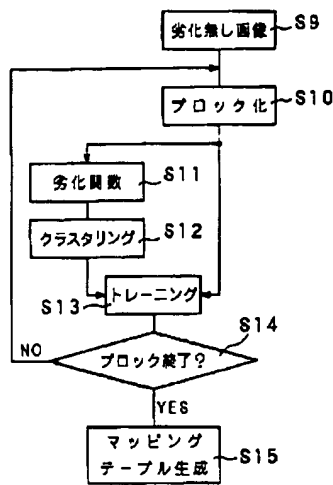 劣化無し画像
S9
ブロック化
S10
劣化関数
S11
クラスタリング
S12
トレーニング
S13
ブロック終了?
S14
NO
YES
マッピング
テーブル生成
S15